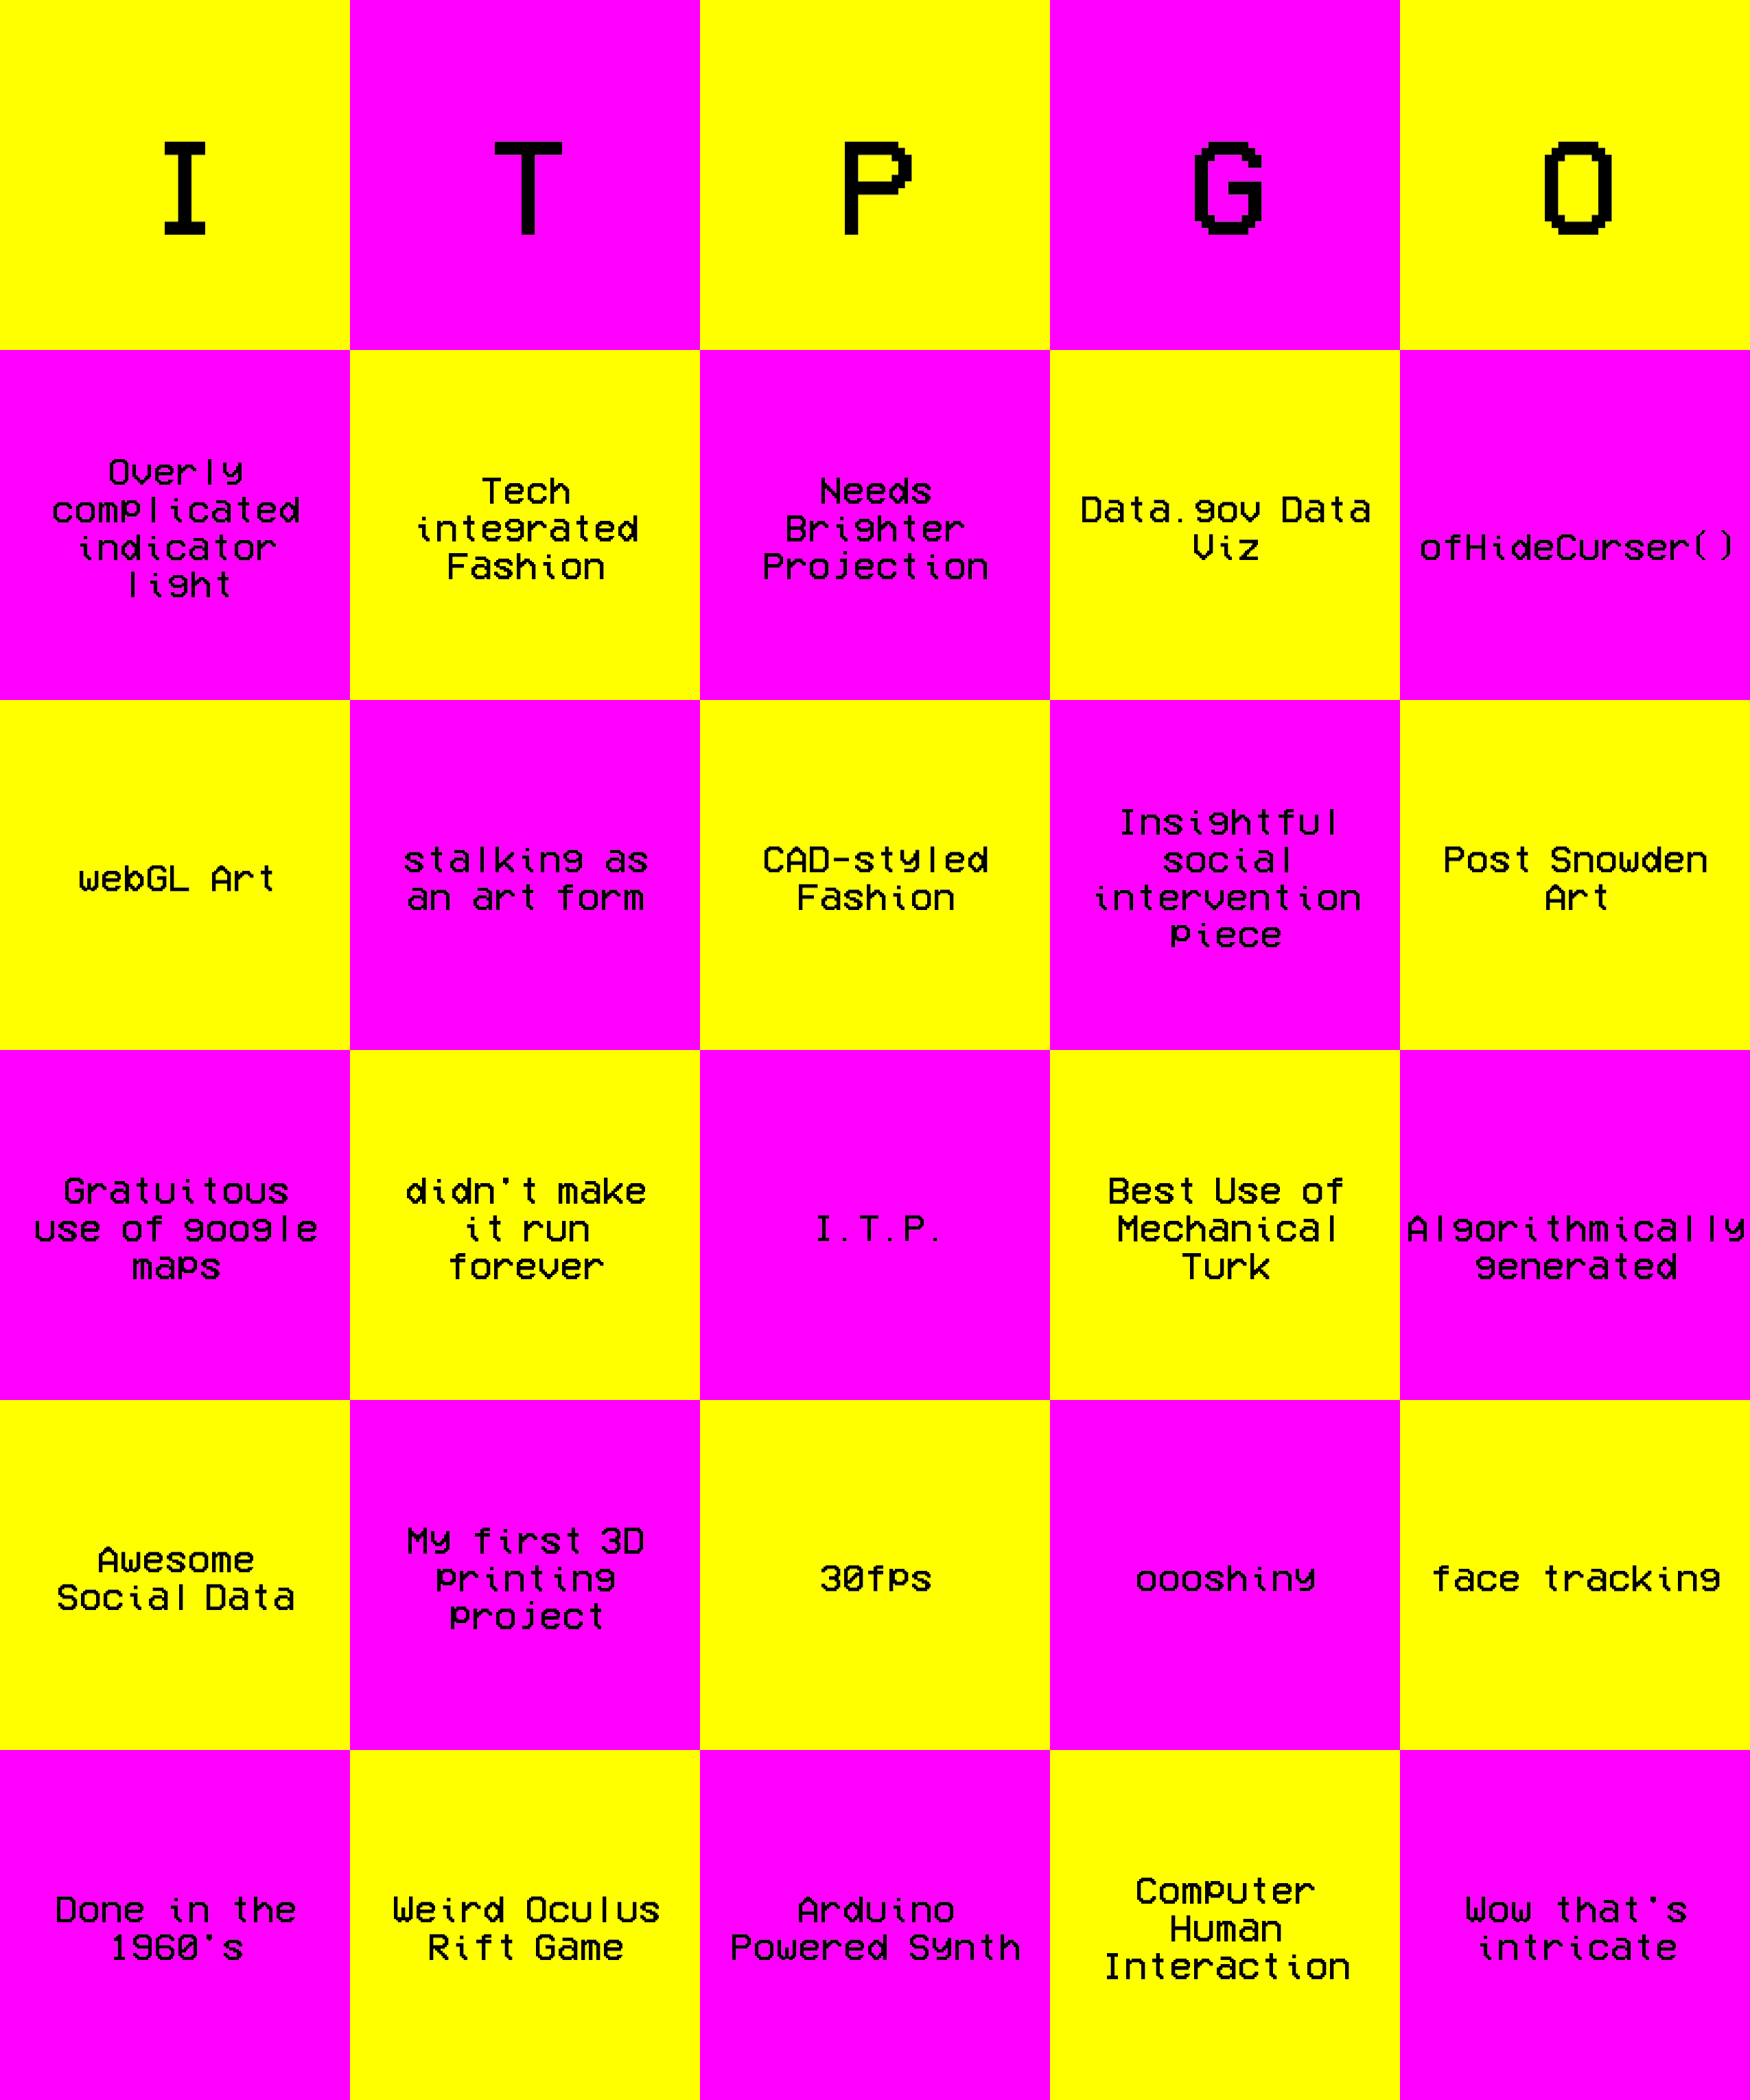 I T P G O
Overly
complicated
indicator
light
Tech
integrated
Fashion
Needs
Brighter
Projection
Data.gov Data
Viz
ofHideCurser()
webGL Art
stalking as
an art form
CAD-styled
Fashion
Insightful
social
intervention
piece
Post Snowden
Art
Gratuitous
use of google
maps
didn't make
it run
forever
I.T.P.
Best Use of
Mechanical
Turk
Algorithmically
generated
Awesome
Social Data
My first 3D
printing
project
30fps
oooshiny
face tracking
Done in the
1960's
Weird Oculus
Rift Game
Arduino
Powered Synth
Computer
Human
Interaction
Wow that's
intricate